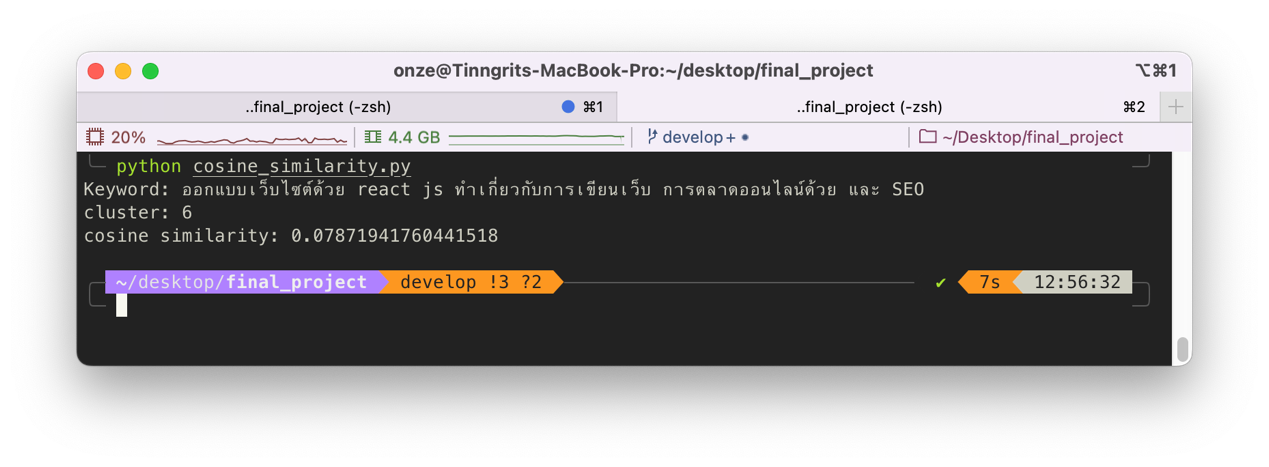 onze@Tinngrits-MacBook-Pro:~/desktop/final_project ⌥⌘1
..final_project (-zsh) ⌘1 ..final_project (-zsh) ⌘2 +
20% 4.4 GB develop+ ~/Desktop/final_project
python cosine_similarity.py
Keyword: ออกแบบเว็บไซต์ด้วย react js ทำเกี่ยวกับการเขียนเว็บ การตลาดออนไลน์ด้วย และ SEO
cluster: 6
cosine similarity: 0.07871941760441518
~/desktop/final_project develop !3 ?2 ✔ 7s 12:56:32